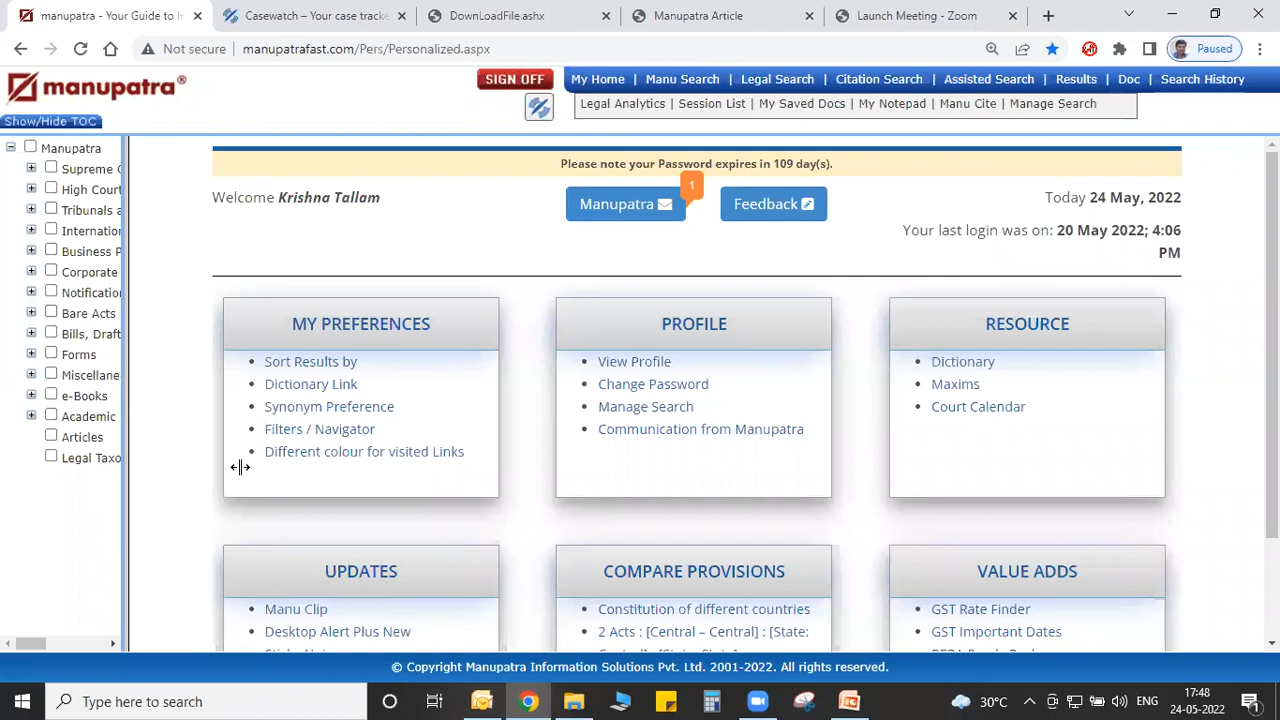 manupatra - Your Guide to In
Casewatch – Your case tracke
DownLoadFile.ashx
Manupatra Article
Launch Meeting - Zoom
Not secure
manupatrafast.com/Pers/Personalized.aspx
Paused
manupatra®
SIGN OFF
My Home | Manu Search | Legal Search | Citation Search | Assisted Search | Results | Doc | Search History
Legal Analytics | Session List | My Saved Docs | My Notepad | Manu Cite | Manage Search
Show/Hide TOC
Manupatra
Supreme C
High Court
Tribunals a
Internatio
Business P
Corporate
Notification
Bare Acts
Bills, Draft
Forms
Miscellane
e-Books
Academic
Articles
Legal Taxo
Please note your Password expires in 109 day(s).
Welcome Krishna Tallam
Manupatra
1
Feedback
Today 24 May, 2022
Your last login was on: 20 May 2022; 4:06
PM
MY PREFERENCES
Sort Results by
Dictionary Link
Synonym Preference
Filters / Navigator
Different colour for visited Links
PROFILE
View Profile
Change Password
Manage Search
Communication from Manupatra
RESOURCE
Dictionary
Maxims
Court Calendar
UPDATES
Manu Clip
Desktop Alert Plus New
COMPARE PROVISIONS
Constitution of different countries
2 Acts : [Central – Central] : [State:
VALUE ADDS
GST Rate Finder
GST Important Dates
© Copyright Manupatra Information Solutions Pvt. Ltd. 2001-2022. All rights reserved.
Type here to search
30°C
ENG
17:48
24-05-2022
1